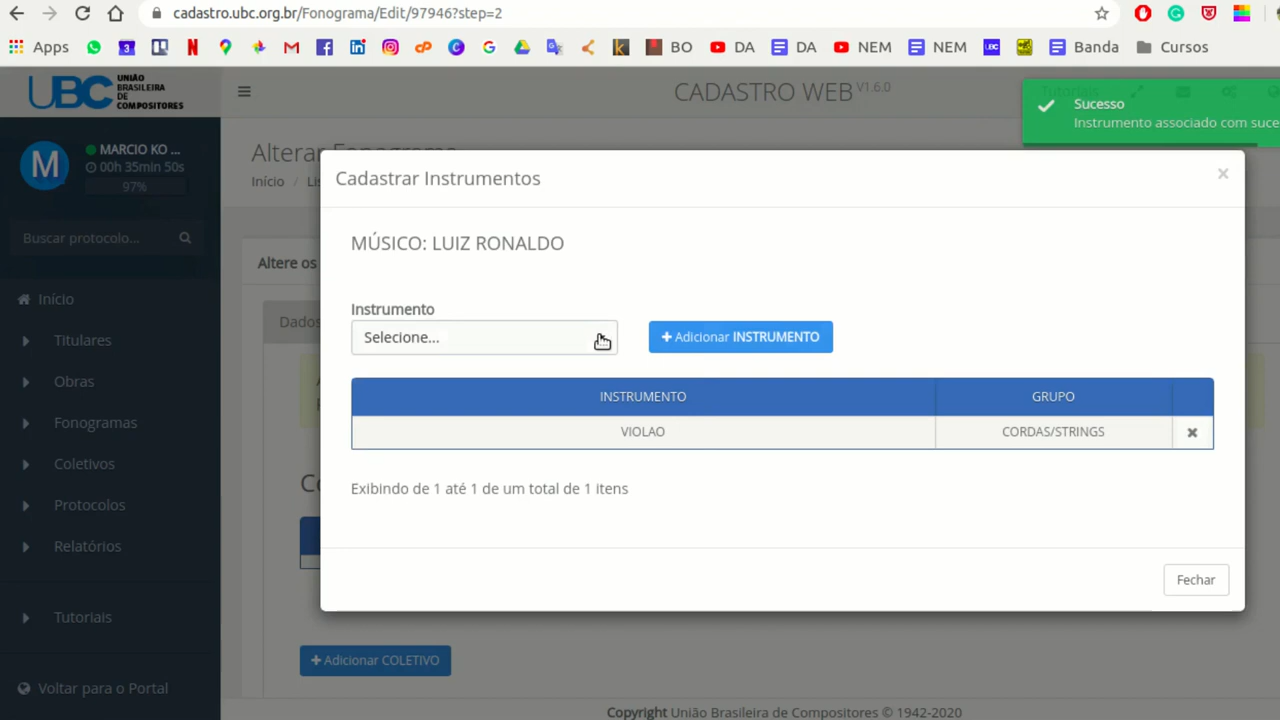 cadastro.ubc.org.br/Fonograma/Edit/97946?step=2
Apps
BO
DA
DA
NEM
NEM
Banda
Cursos
UBC UNIÃO BRASILEIRA DE COMPOSITORES
CADASTRO WEB V1.6.0
Tutoriais
Sucesso
Instrumento associado com suce
M
MARCIO KO ...
00h 35min 50s
97%
Buscar protocolo...
Início
Titulares
Obras
Fonogramas
Coletivos
Protocolos
Relatórios
Tutoriais
Voltar para o Portal
Alterar Fonograma
Início / Lis
Altere os
Dados
Cadastrar Instrumentos
×
MÚSICO: LUIZ RONALDO
Instrumento
Selecione...
+ Adicionar INSTRUMENTO
INSTRUMENTO GRUPO
VIOLAO CORDAS/STRINGS
Exibindo de 1 até 1 de um total de 1 itens
Fechar
+ Adicionar COLETIVO
Copyright União Brasileira de Compositores © 1942-2020